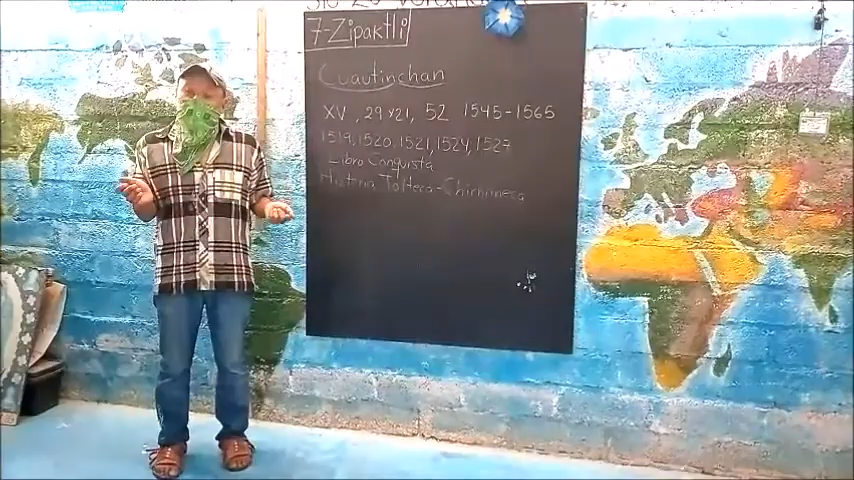 7-Zipaktli
Cuautinchan
XV, 29 y 21, 52 1545-1565
1519, 1520, 1521, 1524, 1527
-Libro Conquista
Historia Tolteca-Chichimeca